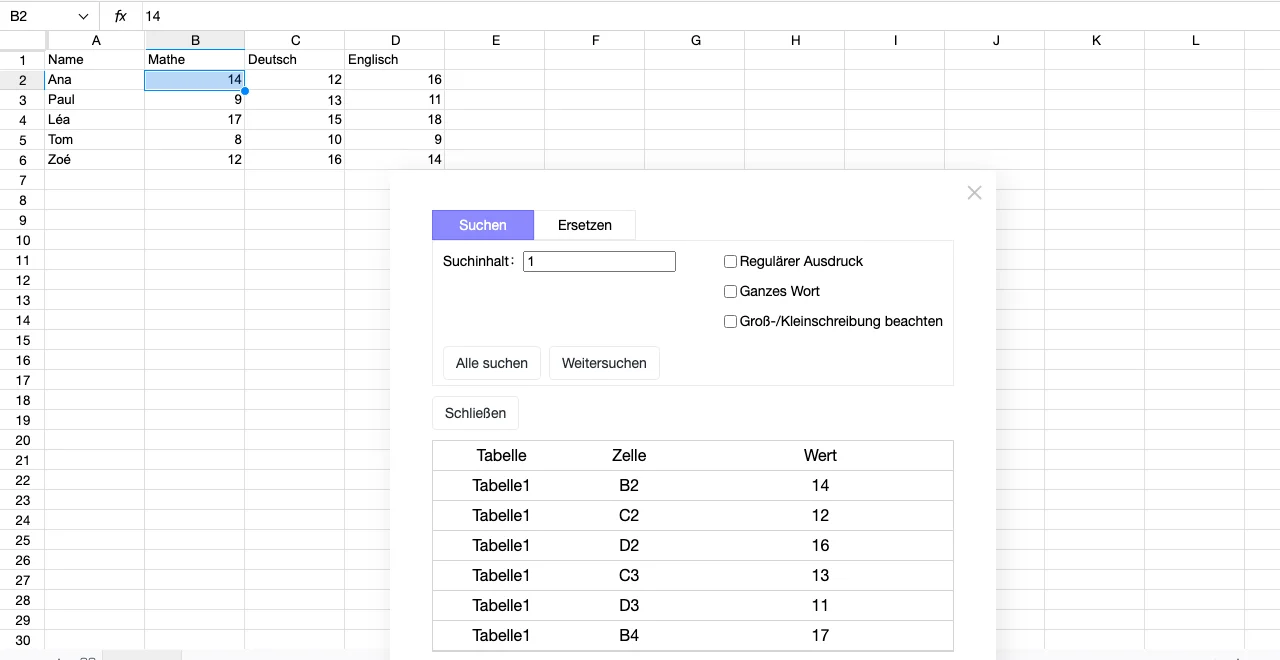 B2 fx 14
A B C D E F G H I J K L
1 Name Mathe Deutsch Englisch
2 Ana 14 12 16
3 Paul 9 13 11
4 Léa 17 15 18
5 Tom 8 10 9
6 Zoé 12 16 14
7
8
9 Suchen Ersetzen
10
11 Suchinhalt: 1 Regulärer Ausdruck
12 Ganzes Wort
13
14 Groß-/Kleinschreibung beachten
15
16 Alle suchen Weitersuchen
17
18 Schließen
19
20
21 Tabelle Zelle Wert
22 Tabelle1 B2 14
23
24 Tabelle1 C2 12
25 Tabelle1 D2 16
26
27 Tabelle1 C3 13
28 Tabelle1 D3 11
29
30 Tabelle1 B4 17